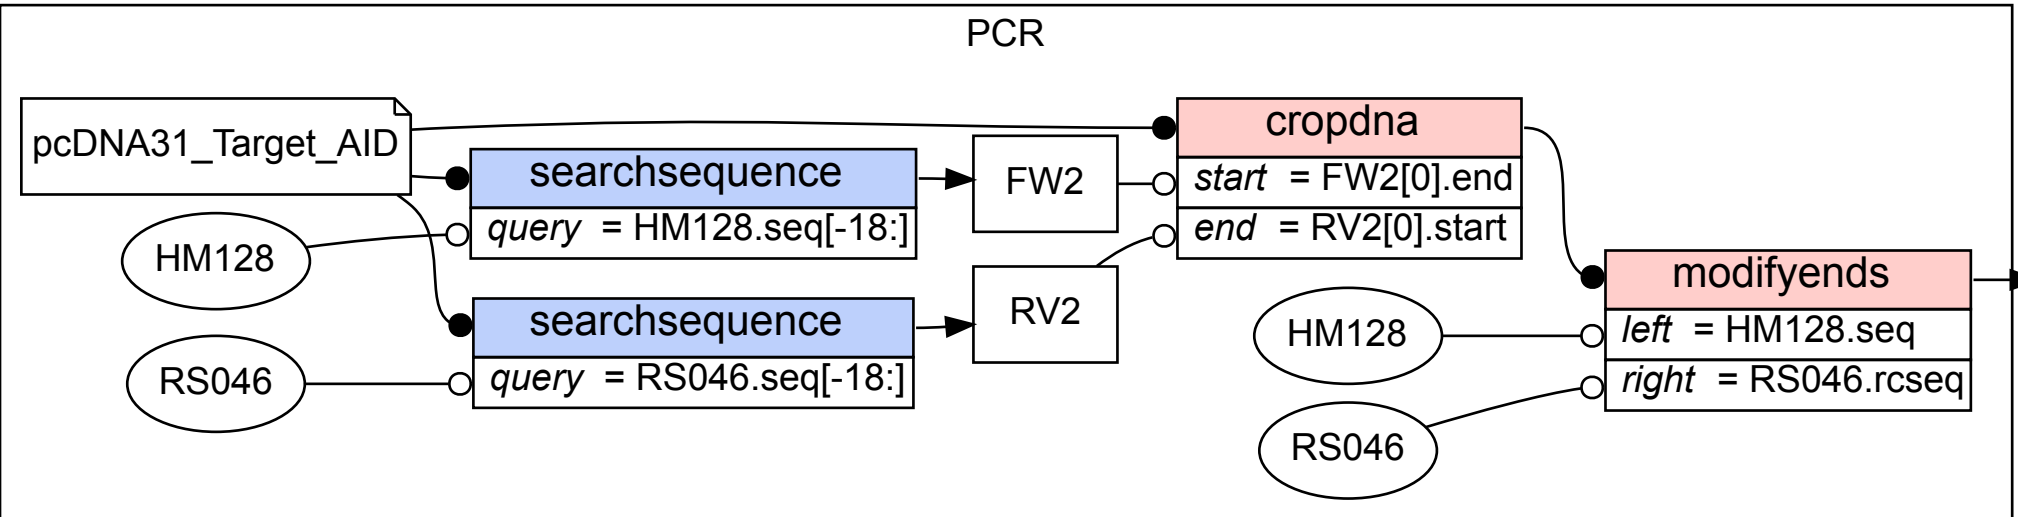 PCR
pcDNA31_Target_AID
HM128
RS046
searchsequence
query = HM128.seq[-18:]
searchsequence
query = RS046.seq[-18:]
FW2
RV2
cropdna
start = FW2[0].end
end = RV2[0].start
HM128
RS046
modifyends
left = HM128.seq
right = RS046.rcseq